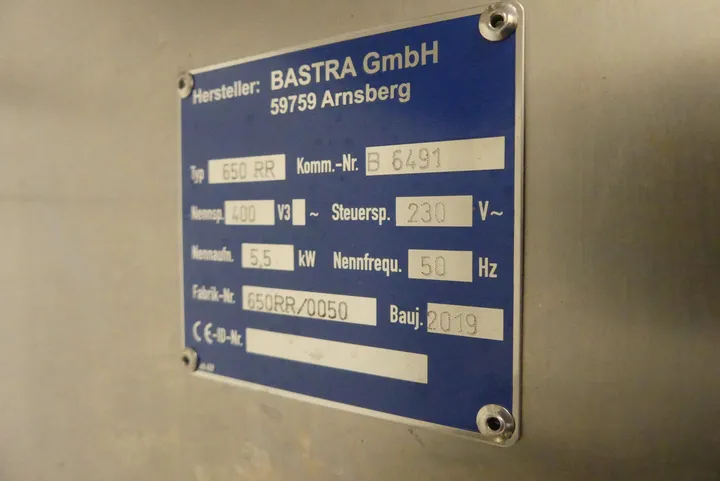 Hersteller: BASTRA GmbH
59759 Arnsberg
Typ 650 RR Komm.-Nr. B 6491
Nennsp. 400 V3 ~ Steuersp. 230 V~
Nennaufn. 5,5 kW Nennfrequ. 50 Hz
Fabrik-Nr. 650RR/0050 Bauj. 2019
CE-ID-Nr.